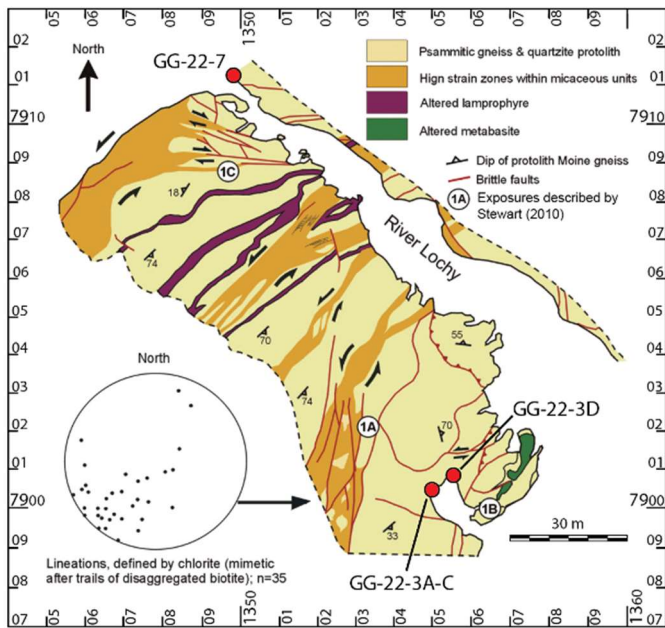 05 06 07 08 09 1350 01 02 03 04 05 06 07 08 09
02
01
7910
09
08
07
06
05
04
03
02
01
7900
09
08
07
02
01
7910
09
08
07
06
05
04
03
02
01
7900
09
08
07
North
GG-22-7
Psammitic gneiss & quartzite protolith
Hign strain zones within micaceous units
Altered lamprophyre
Altered metabasite
Dip of protolith Moine gneiss
Brittle faults
1A Exposures described by
Stewart (2010)
1C
18
74
River Lochy
70
55
74
North
1A
70
GG-22-3D
1B
33
30 m
Lineations, defined by chlorite (mimetic
after trails of disaggregated biotite); n=35
GG-22-3A-C
05 06 07 08 09 1350 01 02 03 04 05 06 07 08 09 1360